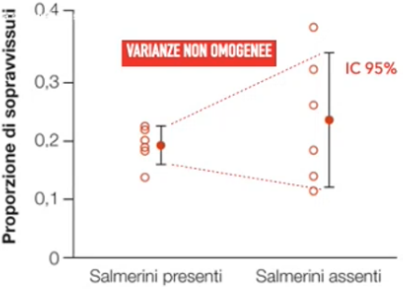 Proporzione di sopravvissuti
0,4
0,3
0,2
0,1
0
VARIANZE NON OMOGENEE
IC 95%
Salmerini presenti
Salmerini assenti